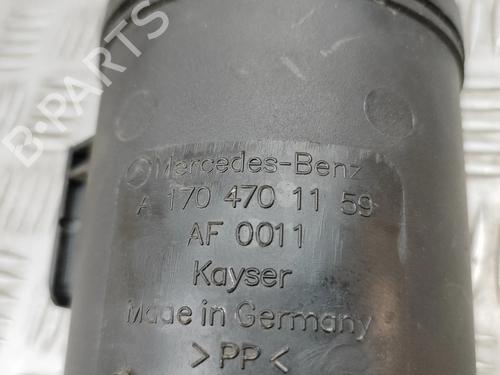 B-PARTS
Mercedes-Benz
A 170 470 11 59
AF 0011
Kayser
Made in Germany
>PP<